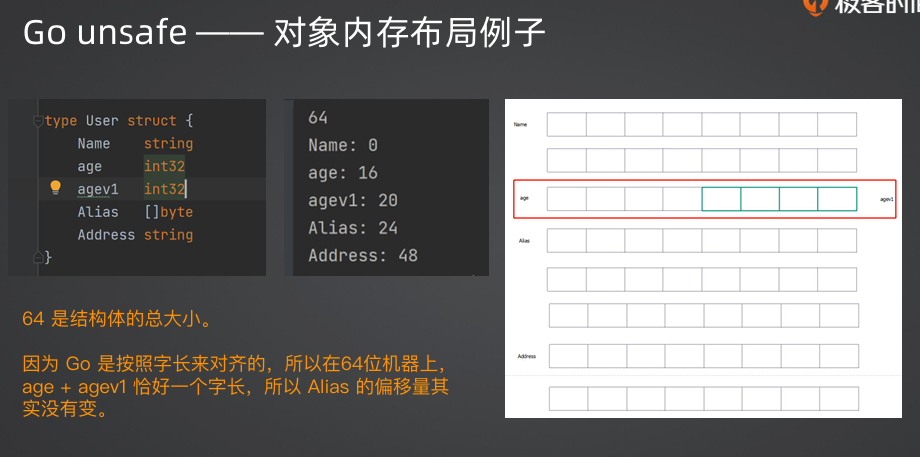 Go unsafe —— 对象内存布局例子
极客时间
type User struct {
Name string
age int32
agev1 int32
Alias []byte
Address string
}
64
Name: 0
age: 16
agev1: 20
Alias: 24
Address: 48
Name
age
agev1
Alias
Address
64 是结构体的总大小。
因为 Go 是按照字长来对齐的，所以在64位机器上，
age + agev1 恰好一个字长，所以 Alias 的偏移量其
实没有变。